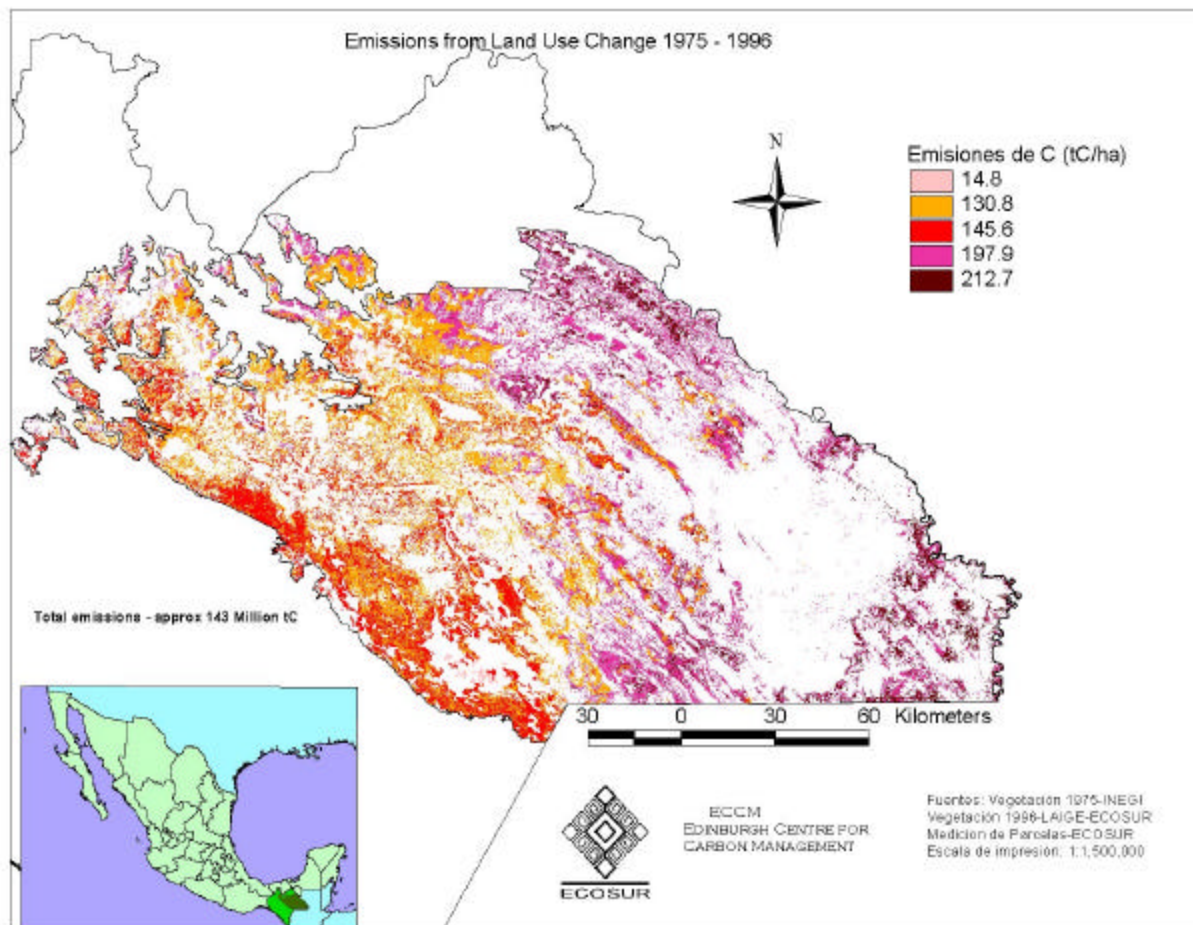 Emissions from Land Use Change 1975 - 1996
N
Emisiones de C (tC/ha)
14.8
130.8
145.6
197.9
212.7
Total emissions - approx 143 Million tC
30 0 30 60 Kilometers
ECCM
EDINBURGH CENTRE FOR
CARBON MANAGEMENT
ECOSUR
Fuentes: Vegetación 1975-INEGI
Vegetación 1996-LAIGE-ECOSUR
Medicion de Parcelas-ECOSUR
Escala de impresión: 1:1,500,000